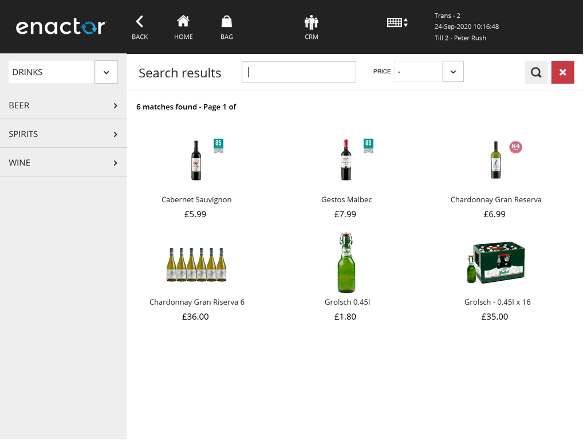 enactor
BACK
HOME
BAG
CRM
Trans - 2
24-Sep-2020 10:16:48
Till 2 - Peter Rush
DRINKS
BEER
SPIRITS
WINE
Search results
PRICE -
6 matches found - Page 1 of
85
Cabernet Sauvignon
£5.99
Gestos Malbec
£7.99
Chardonnay Gran Reserva
£6.99
Chardonnay Gran Riserva 6
£36.00
Grolsch 0.45l
£1.80
Grolsch - 0.45l x 16
£35.00